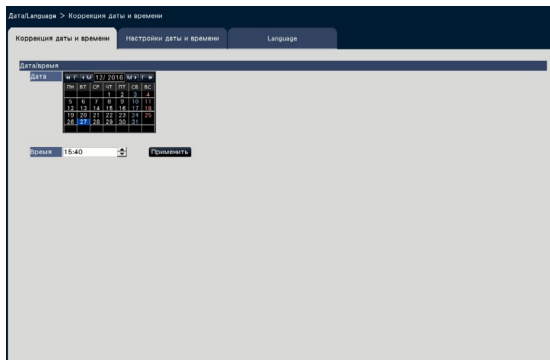 Дата/Language > Коррекция даты и времени
Коррекция даты и времени Настройки даты и времени Language
Дата/время
Дата « Г ◂ М 12/ 2016 М ▸ Г »
ПН ВТ СР ЧТ ПТ СБ ВС
1 2 3 4
5 6 7 8 9 10 11
12 13 14 15 16 17 18
19 20 21 22 23 24 25
26 27 28 29 30 31
Время 15:40 Применить